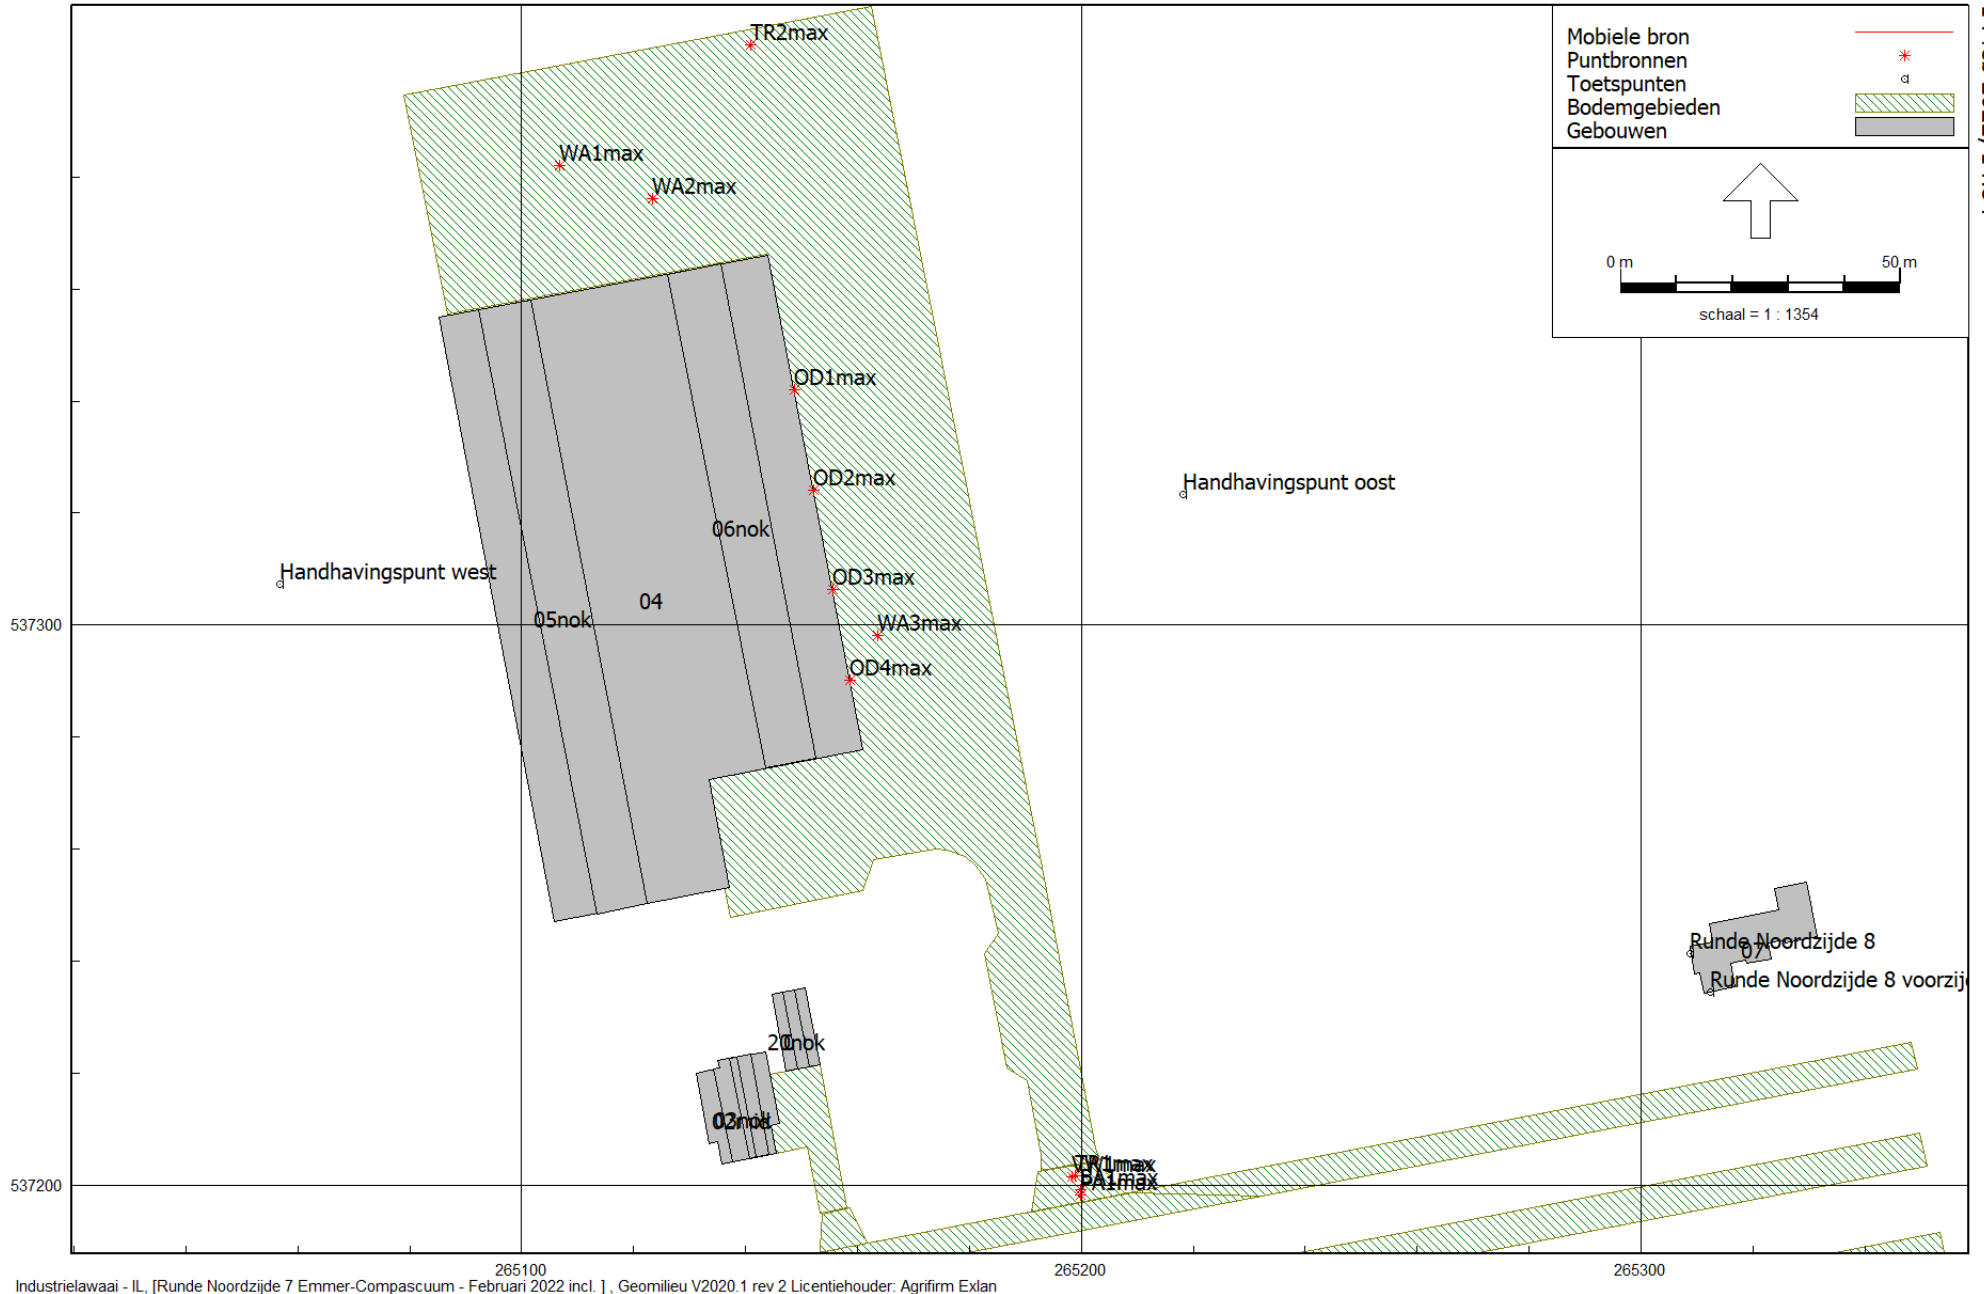 TR2max
Mobiele bron
Puntbronnen
Toetspunten
Bodemgebieden
Gebouwen
WA1max
WA2max
0 m
50 m
schaal = 1 : 1354
OD1max
OD2max
Handhavingspunt oost
06nok
Handhavingspunt west
OD3max
04
05nok
537300
WA3max
OD4max
Runde Noordzijde 8
07
Runde Noordzijde 8 voorzij
nok
TR1max
PA1max
537200
265100
265200
265300
Industrielawaai - IL, [Runde Noordzijde 7 Emmer-Compascuum - Februari 2022 incl. ] , Geomilieu V2020.1 rev 2 Licentiehouder: Agrifirm Exlan